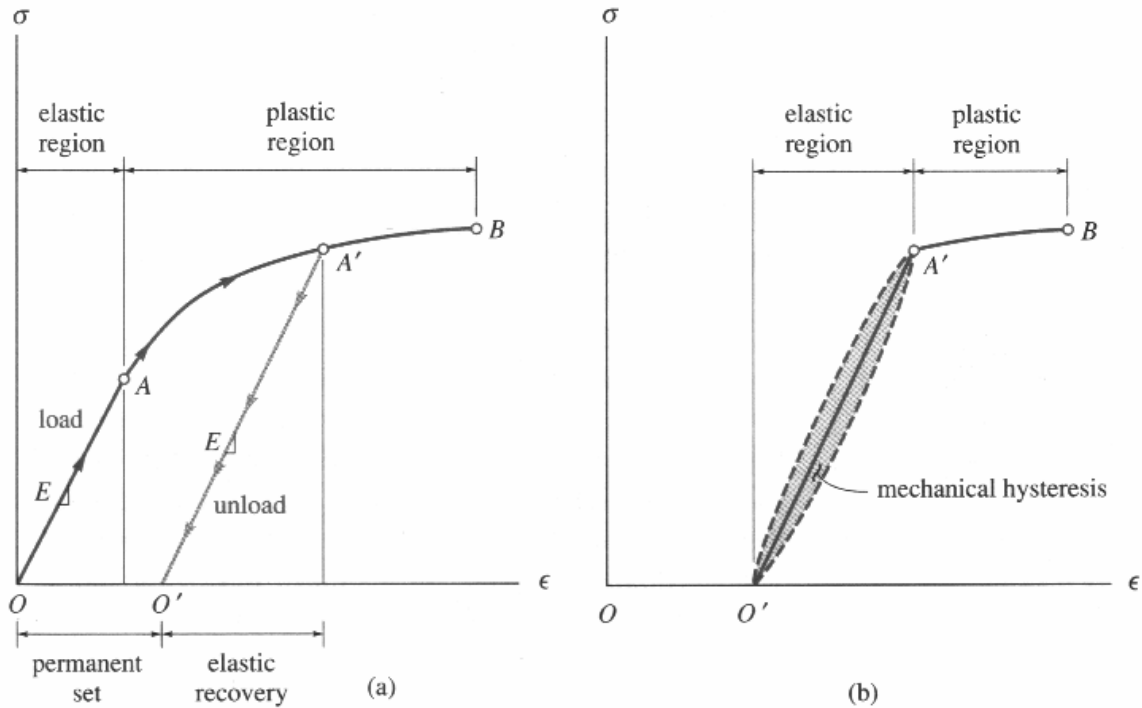 σ
elastic
region
plastic
region
B
A′
A
load
E
E
unload
O
O′
ϵ
permanent
set
elastic
recovery
(a)
σ
elastic
region
plastic
region
B
A′
mechanical hysteresis
O
O′
ϵ
(b)